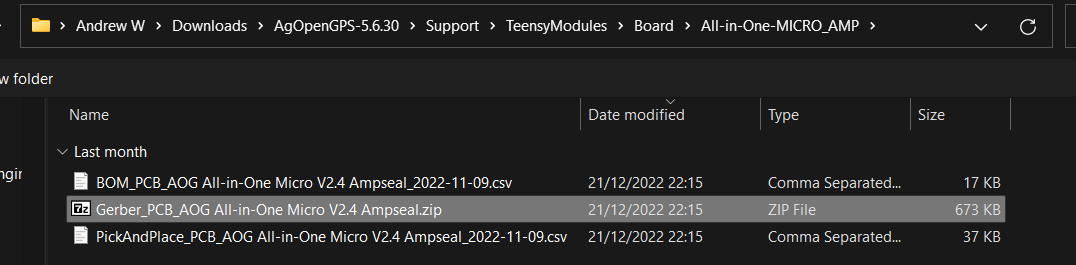 Andrew W > Downloads > AgOpenGPS-5.6.30 > Support > TeensyModules > Board > All-in-One-MICRO_AMP >
w folder
Name Date modified Type Size
Last month
BOM_PCB_AOG All-in-One Micro V2.4 Ampseal_2022-11-09.csv 21/12/2022 22:15 Comma Separated... 17 KB
Gerber_PCB_AOG All-in-One Micro V2.4 Ampseal.zip 21/12/2022 22:15 ZIP File 673 KB
PickAndPlace_PCB_AOG All-in-One Micro V2.4 Ampseal_2022-11-09.csv 21/12/2022 22:15 Comma Separated... 37 KB